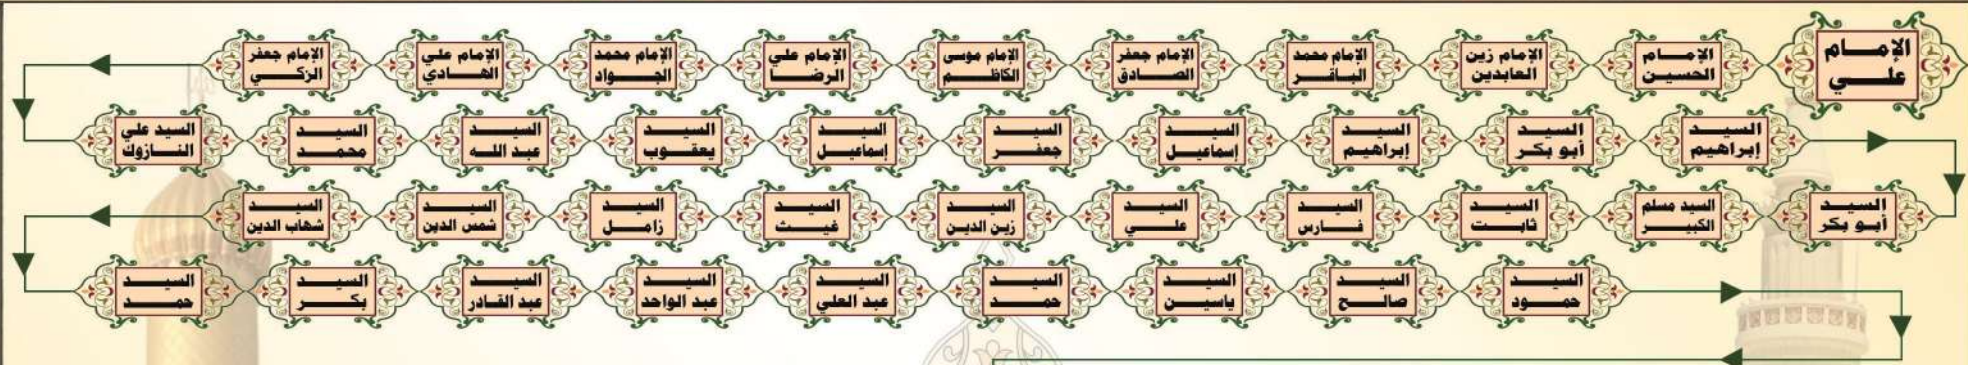 الإمام علي
الإمام الحسين
الإمام زين العابدين
الإمام محمد الباقر
الإمام جعفر الصادق
الإمام موسى الكاظم
الإمام علي الرضا
الإمام محمد الجواد
الإمام علي الهادي
الإمام جعفر الزكي
السيد علي النازوك
السيد محمد
السيد عبد الله
السيد يعقوب
السيد إسماعيل
السيد جعفر
السيد إسماعيل
السيد إبراهيم
السيد أبو بكر
السيد إبراهيم
السيد أبو بكر
السيد مسلم الكبير
السيد ثابت
السيد فارس
السيد علي
السيد زين الدين
السيد غيث
السيد زامل
السيد شمس الدين
السيد شهاب الدين
السيد حمد
السيد بكر
السيد عبد القادر
السيد عبد الواحد
السيد عبد العلي
السيد حمد
السيد ياسين
السيد صالح
السيد حمود